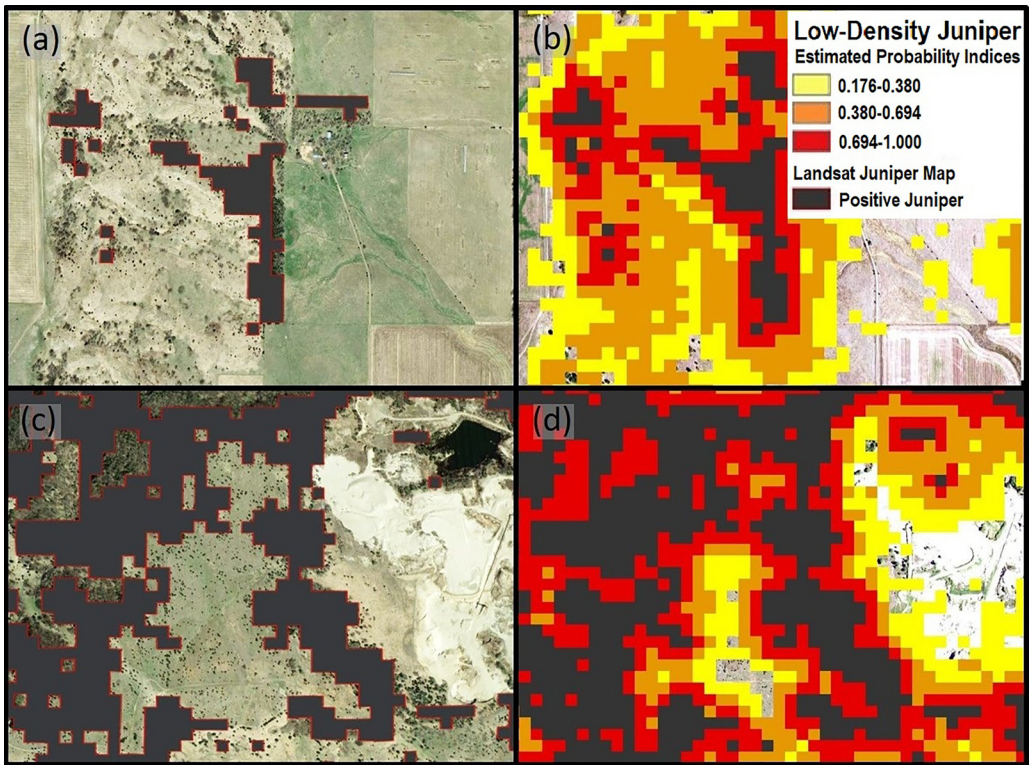 (a)
(b)
Low-Density Juniper
Estimated Probability Indices
0.176-0.380
0.380-0.694
0.694-1.000
Landsat Juniper Map
Positive Juniper
(c)
(d)